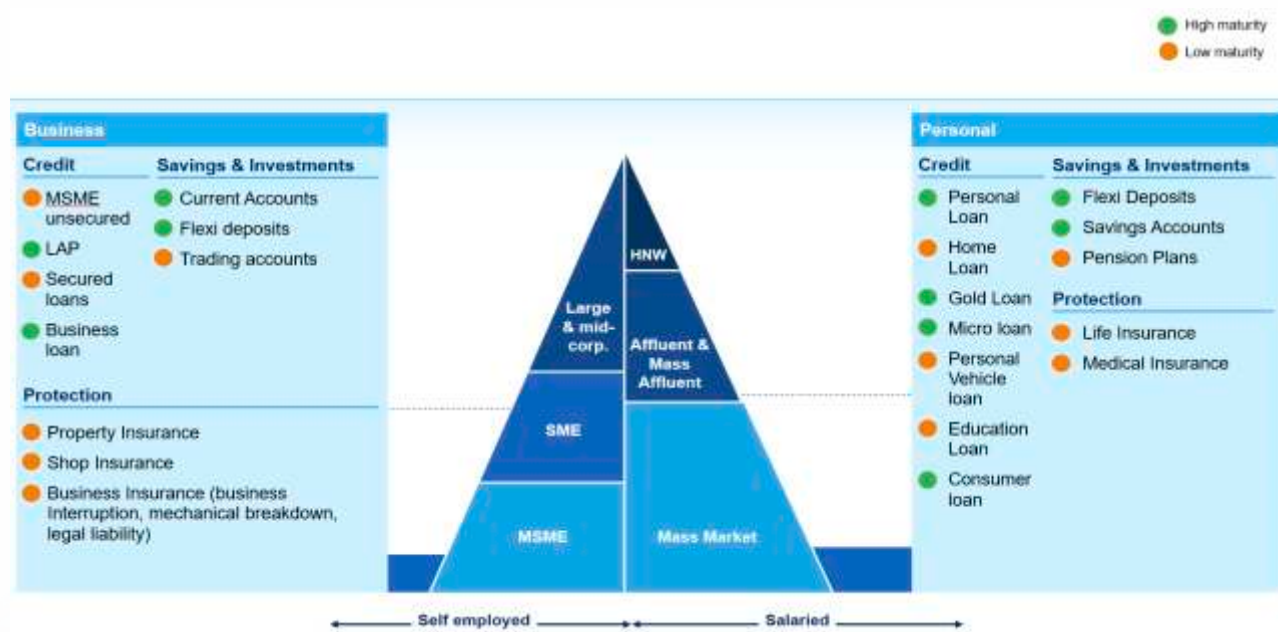 High maturity
Low maturity
Business
Credit
MSME
unsecured
LAP
Secured
loans
Business
loan
Savings & Investments
Current Accounts
Flexi deposits
Trading accounts
Protection
Property Insurance
Shop Insurance
Business Insurance (business
Interruption, mechanical breakdown,
legal liability)
HNW
Large
& mid-
corp.
Affluent &
Mass
Affluent
SME
MSME
Mass Market
Self employed
Salaried
Personal
Credit
Personal
Loan
Home
Loan
Gold Loan
Micro loan
Personal
Vehicle
loan
Education
Loan
Consumer
loan
Savings & Investments
Flexi Deposits
Savings Accounts
Pension Plans
Protection
Life Insurance
Medical Insurance